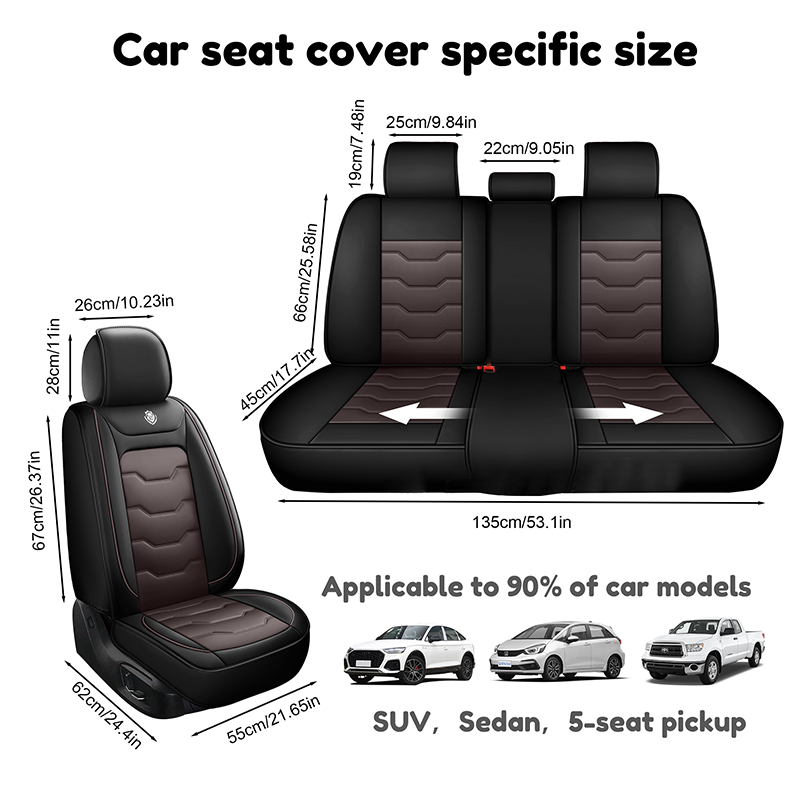 Car seat cover specific size
19cm/7.48in
25cm/9.84in
22cm/9.05in
66cm/25.58in
45cm/17.7in
135cm/53.1in
26cm/10.23in
28cm/11in
67cm/26.37in
62cm/24.4in
55cm/21.65in
Applicable to 90% of car models
SUV, Sedan, 5-seat pickup